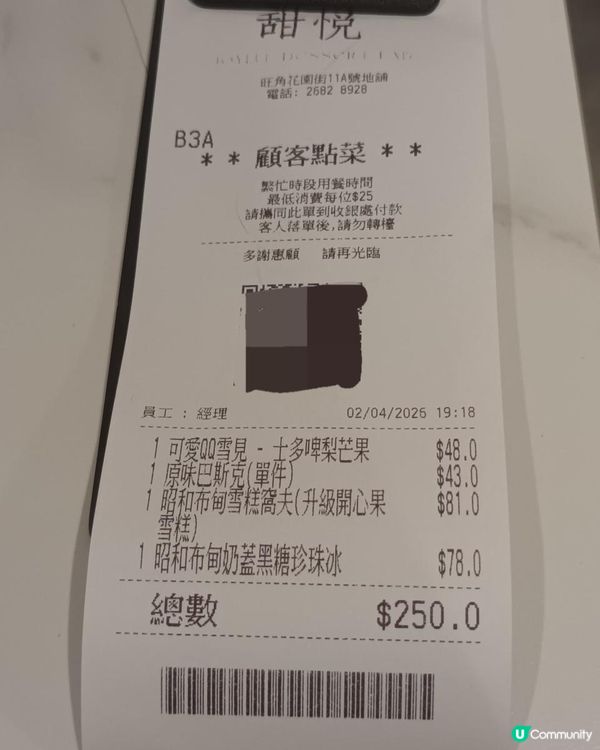 甜悅
旺角花園街11A號地舖
電話: 2682 8928
B3A
* * 顧客點菜 * *
繁忙時段用餐時間
最低消費每位$25
請攜同此單到收銀處付款
客人落單後,請勿轉檯
多謝惠顧 請再光臨
員工 : 經理 02/04/2026 19:18
1 可愛QQ雪見 - 士多啤梨芒果 $48.0
1 原味巴斯克(單件) $43.0
1 昭和布甸雪糕窩夫(升級開心果 $81.0
雪糕)
1 昭和布甸奶蓋黑糖珍珠冰 $78.0
總數 $250.0
U Community